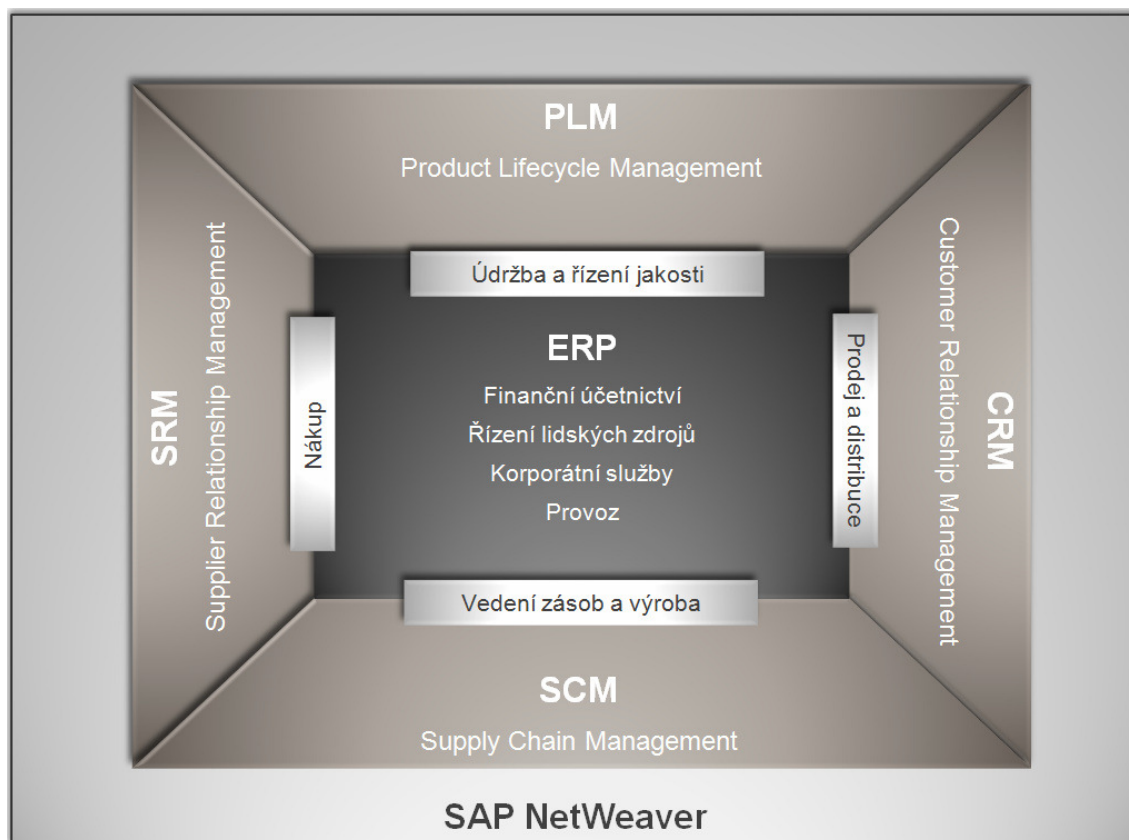 PLM
Product Lifecycle Management
Údržba a řízení jakosti
SRM
Supplier Relationship Management
Nákup
ERP
Finanční účetnictví
Řízení lidských zdrojů
Korporátní služby
Provoz
Prodej a distribuce
Customer Relationship Management
CRM
Vedení zásob a výroba
SCM
Supply Chain Management
SAP NetWeaver